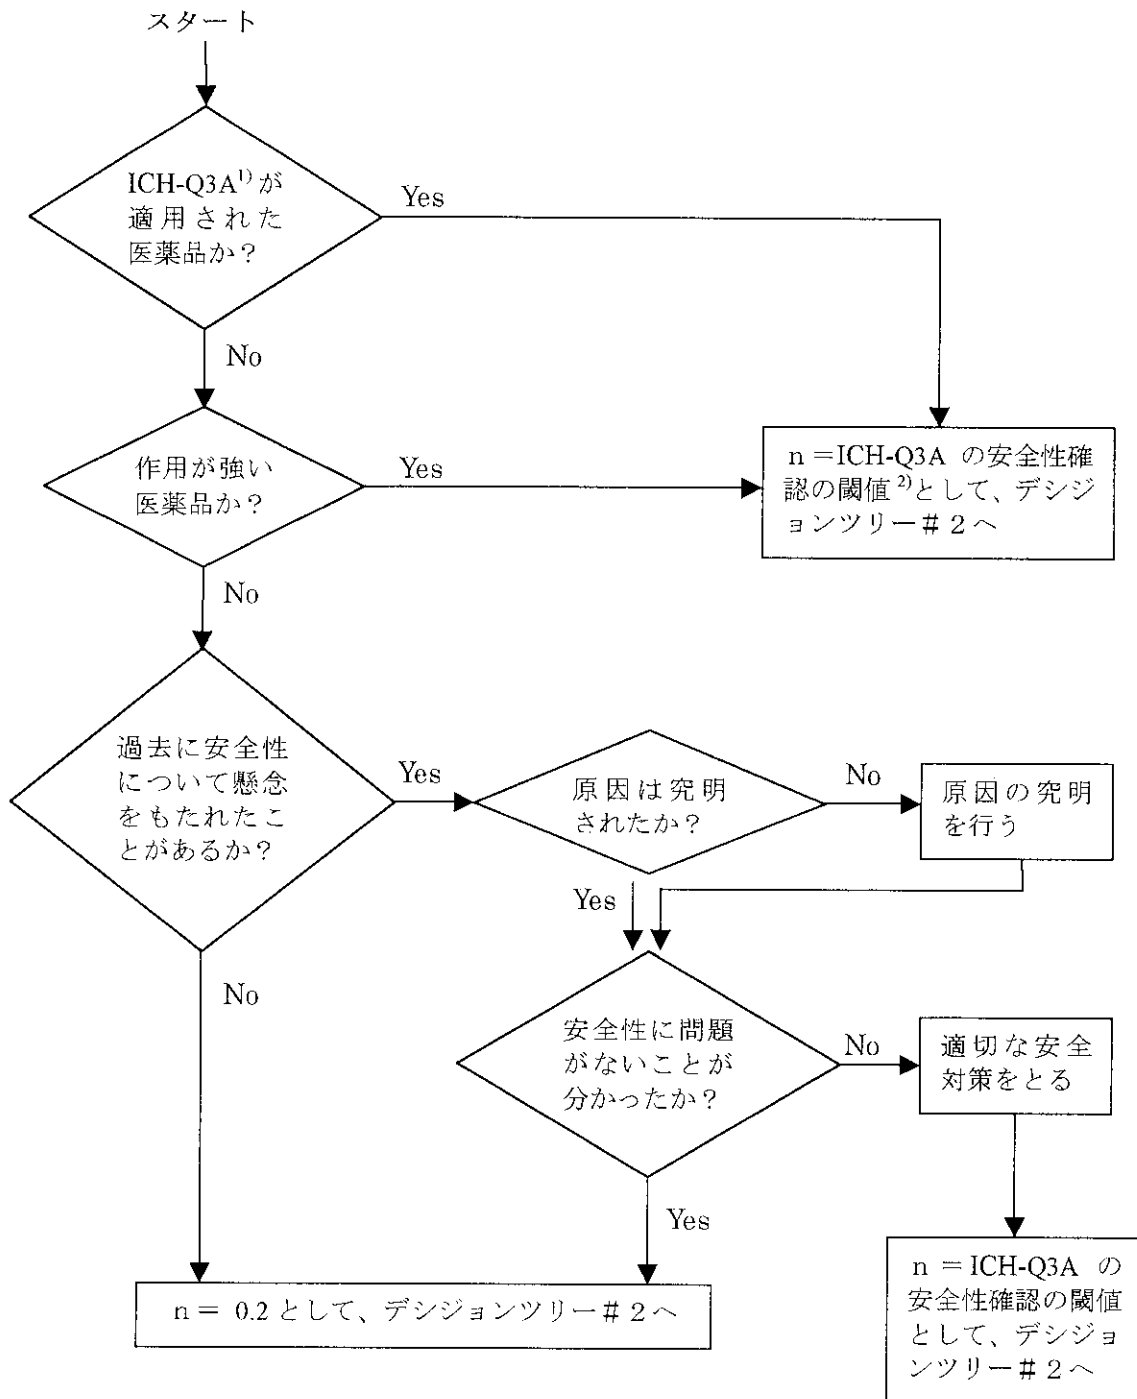 スタート
ICH-Q3A¹⁾が
適用された
医薬品か？
Yes
No
作用が強い
医薬品か？
Yes
n＝ICH-Q3A の安全性確
認の閾値²⁾として、デシジ
ョンツリー＃２へ
No
過去に安全性
について懸念
をもたれたこ
とがあるか？
Yes
原因は究明
されたか？
No
原因の究明
を行う
Yes
No
安全性に問題
がないことが
分かったか？
No
適切な安全
対策をとる
Yes
n＝ 0.2 として、デシジョンツリー＃２へ
n ＝ICH-Q3A の
安全性確認の閾値
として、デシジョ
ンツリー＃２へ